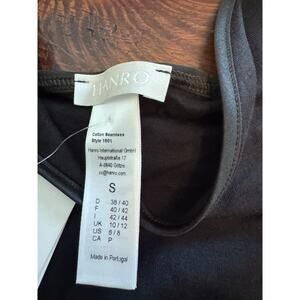 HANRO
Cotton Seamless
Style 1601
Hanro International GmbH
Hauptstraße 17
A-6840 Götzis
cc@hanro.com
S
D 38 / 40
F 40 / 42
I 42 / 44
UK 10 / 12
US 6 / 8
CA P
Made in Portugal